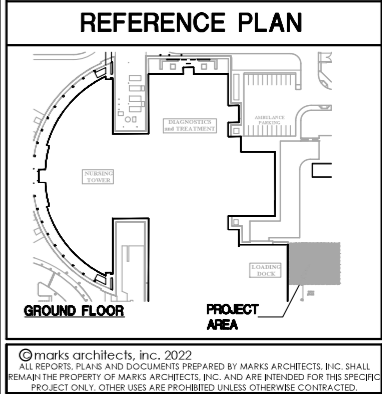 REFERENCE PLAN
DIAGNOSTICS
and TREATMENT
AMBULANCE
PARKING
NURSING
TOWER
LOADING
DOCK
GROUND FLOOR
PROJECT
AREA
©marks architects, inc. 2022
ALL REPORTS, PLANS AND DOCUMENTS PREPARED BY MARKS ARCHITECTS, INC. SHALL
REMAIN THE PROPERTY OF MARKS ARCHITECTS, INC. AND ARE INTENDED FOR THIS SPECIFIC
PROJECT ONLY. OTHER USES ARE PROHIBITED UNLESS OTHERWISE CONTRACTED.